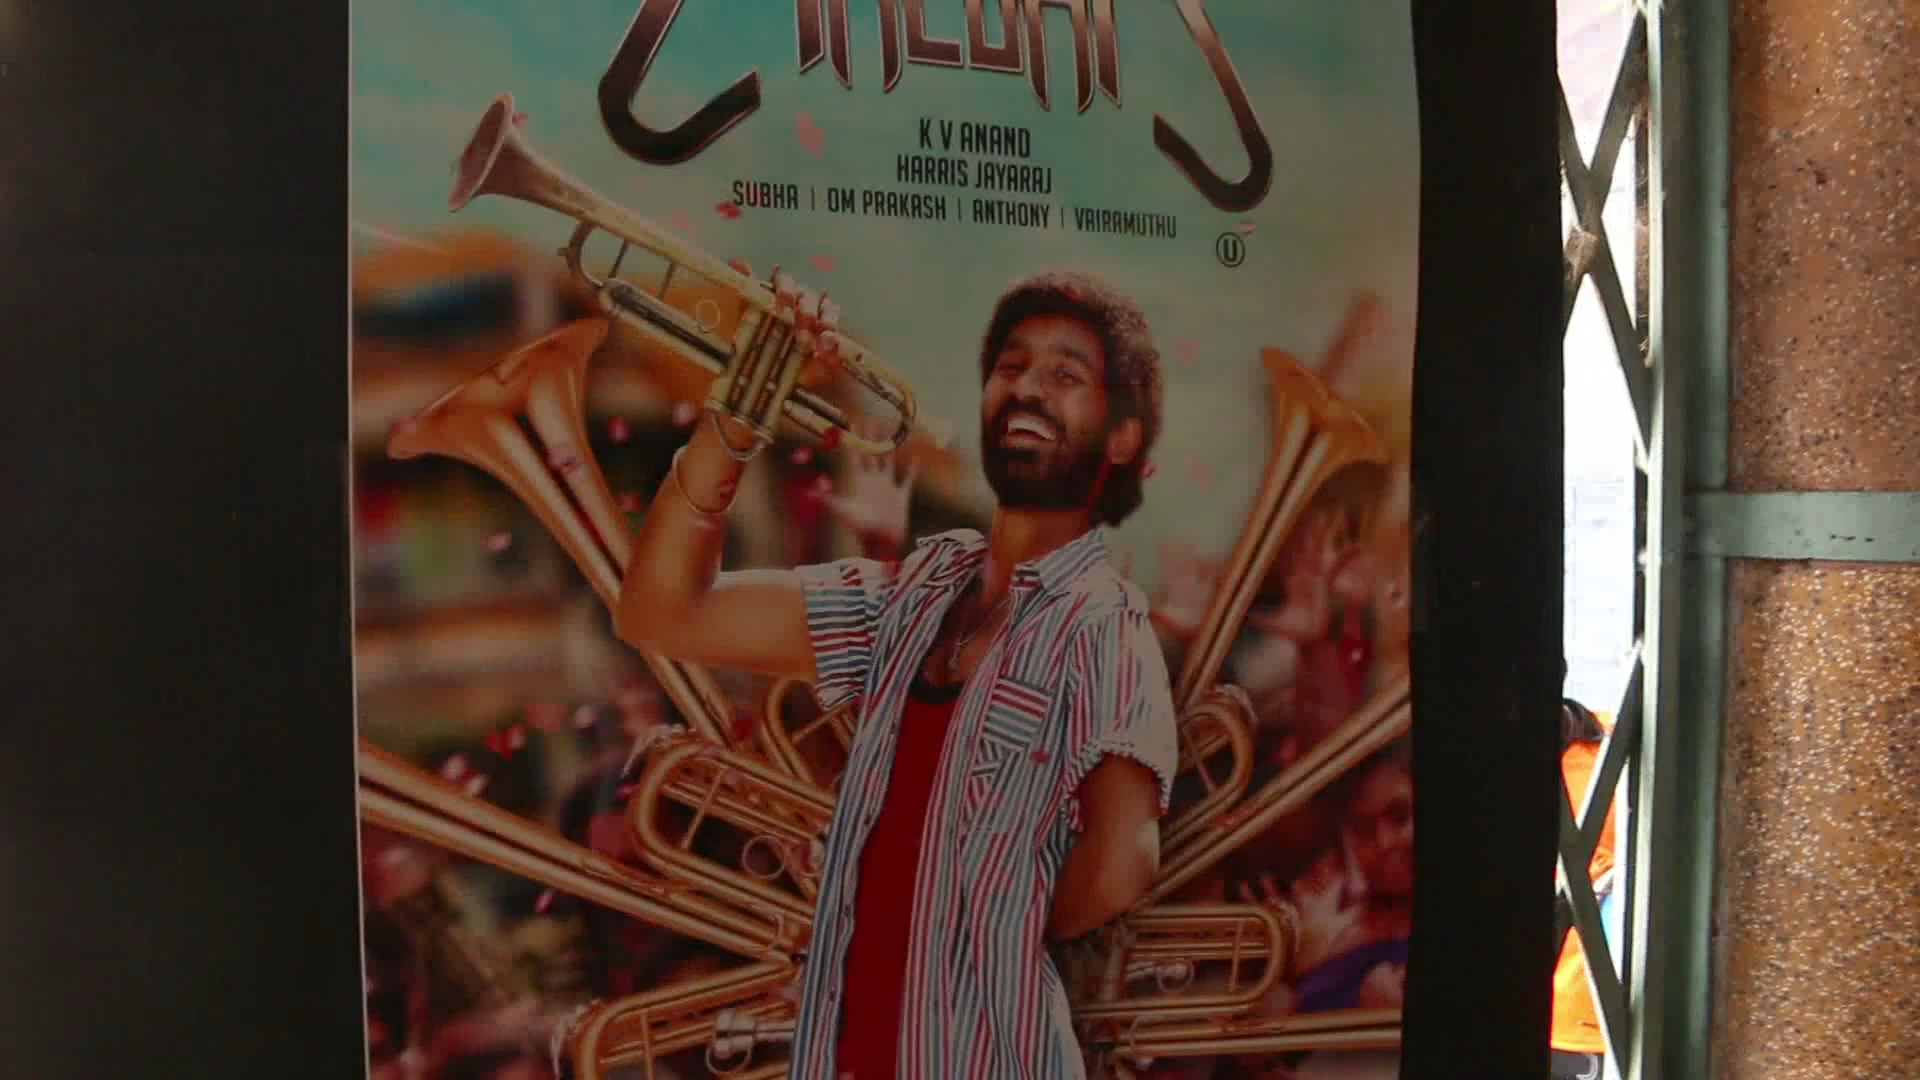 K V ANAND
HARRIS JAYARAJ
SUBHA | OM PRAKASH | ANTHONY | VAIRAMUTHU
U